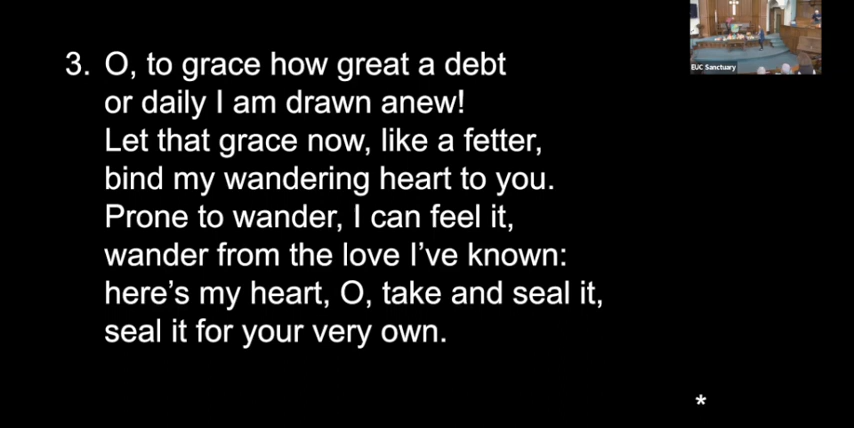 3. O, to grace how great a debt
or daily I am drawn anew!
Let that grace now, like a fetter,
bind my wandering heart to you.
Prone to wander, I can feel it,
wander from the love I've known:
here's my heart, O, take and seal it,
seal it for your very own.
*
EUC Sanctuary